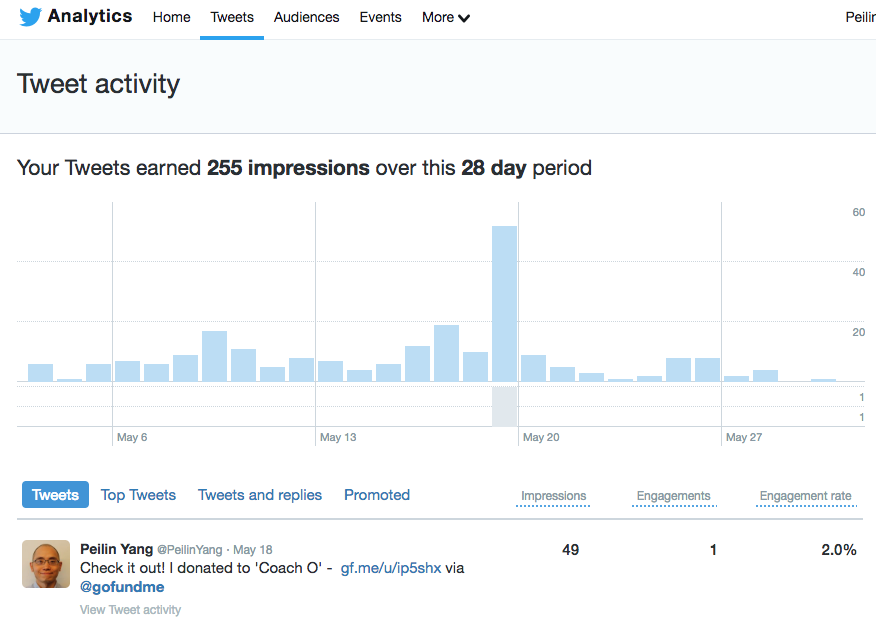 Analytics Home Tweets Audiences Events More Peilin
Tweet activity
Your Tweets earned 255 impressions over this 28 day period
60
40
20
1
1
May 6 May 13 May 20 May 27
Tweets Top Tweets Tweets and replies Promoted Impressions Engagements Engagement rate
Peilin Yang @PeilinYang · May 18 49 1 2.0%
Check it out! I donated to 'Coach O' - gf.me/u/ip5shx via
@gofundme
View Tweet activity